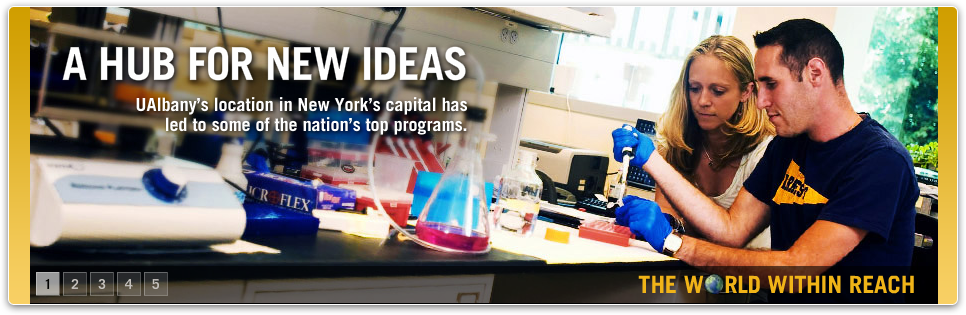 A HUB FOR NEW IDEAS
UAlbany's location in New York's capital has
led to some of the nation's top programs.
MICROFLEX
1 2 3 4 5
THE WORLD WITHIN REACH